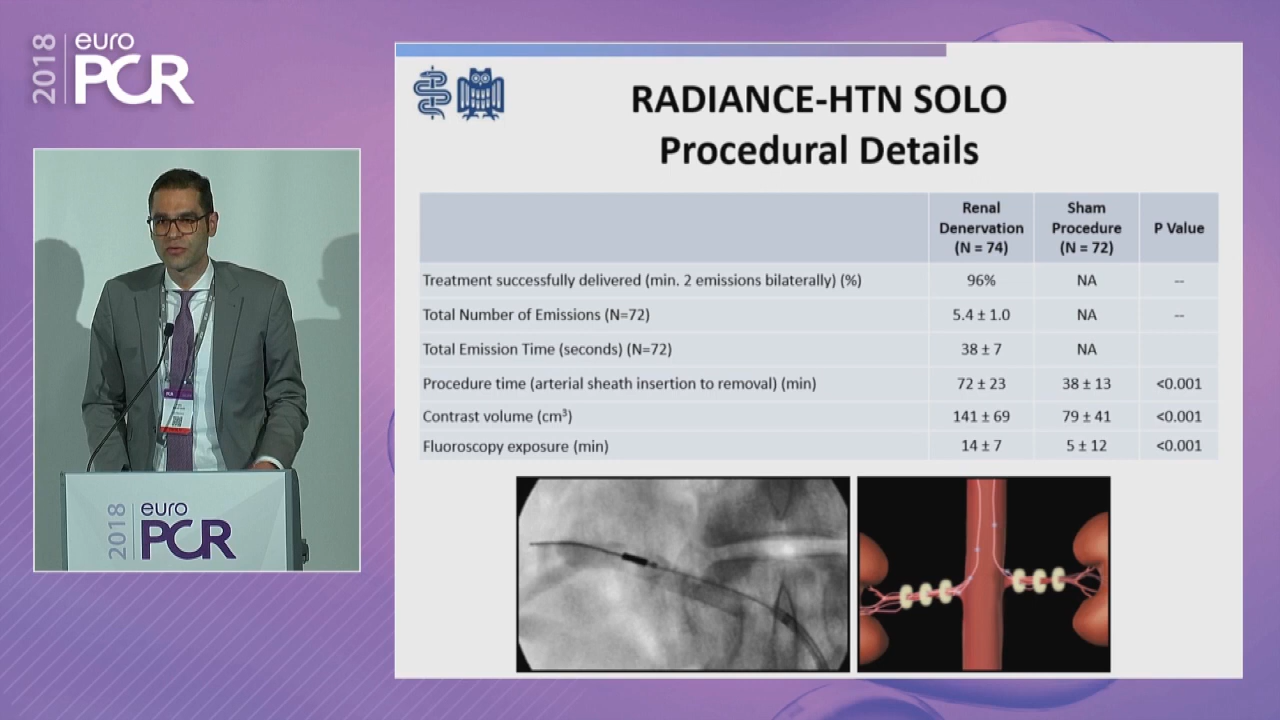 2018
euro
PCR
RADIANCE-HTN SOLO
Procedural Details
Renal Denervation (N = 74) Sham Procedure (N = 72) P Value
Treatment successfully delivered (min. 2 emissions bilaterally) (%) 96% NA --
Total Number of Emissions (N=72) 5.4 ± 1.0 NA --
Total Emission Time (seconds) (N=72) 38 ± 7 NA
Procedure time (arterial sheath insertion to removal) (min) 72 ± 23 38 ± 13 <0.001
Contrast volume (cm³) 141 ± 69 79 ± 41 <0.001
Fluoroscopy exposure (min) 14 ± 7 5 ± 12 <0.001
2018
euro
PCR